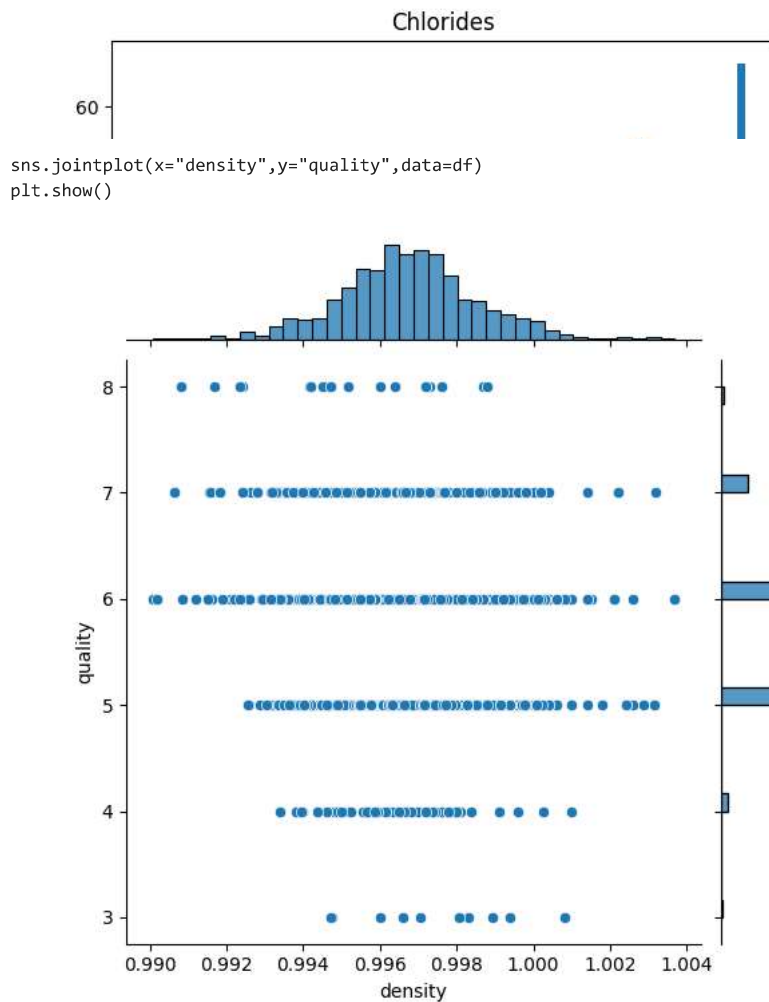 Chlorides
60
sns.jointplot(x="density",y="quality",data=df)
plt.show()
8
7
6
5
4
3
quality
0.990 0.992 0.994 0.996 0.998 1.000 1.002 1.004
density